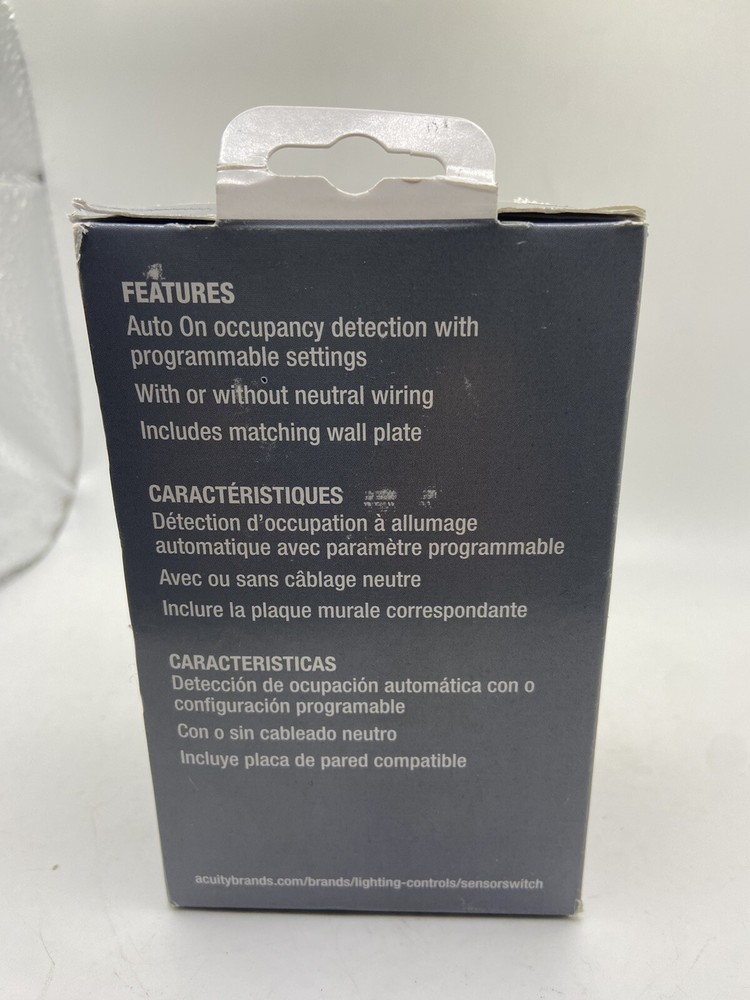 FEATURES
Auto On occupancy detection with
programmable settings
With or without neutral wiring
Includes matching wall plate
CARACTÉRISTIQUES
Détection d'occupation à allumage
automatique avec paramètre programmable
Avec ou sans câblage neutre
Inclure la plaque murale correspondante
CARACTERISTICAS
Detección de ocupación automática con o
configuración programable
Con o sin cableado neutro
Incluye placa de pared compatible
acuitybrands.com/brands/lighting-controls/sensorswitch